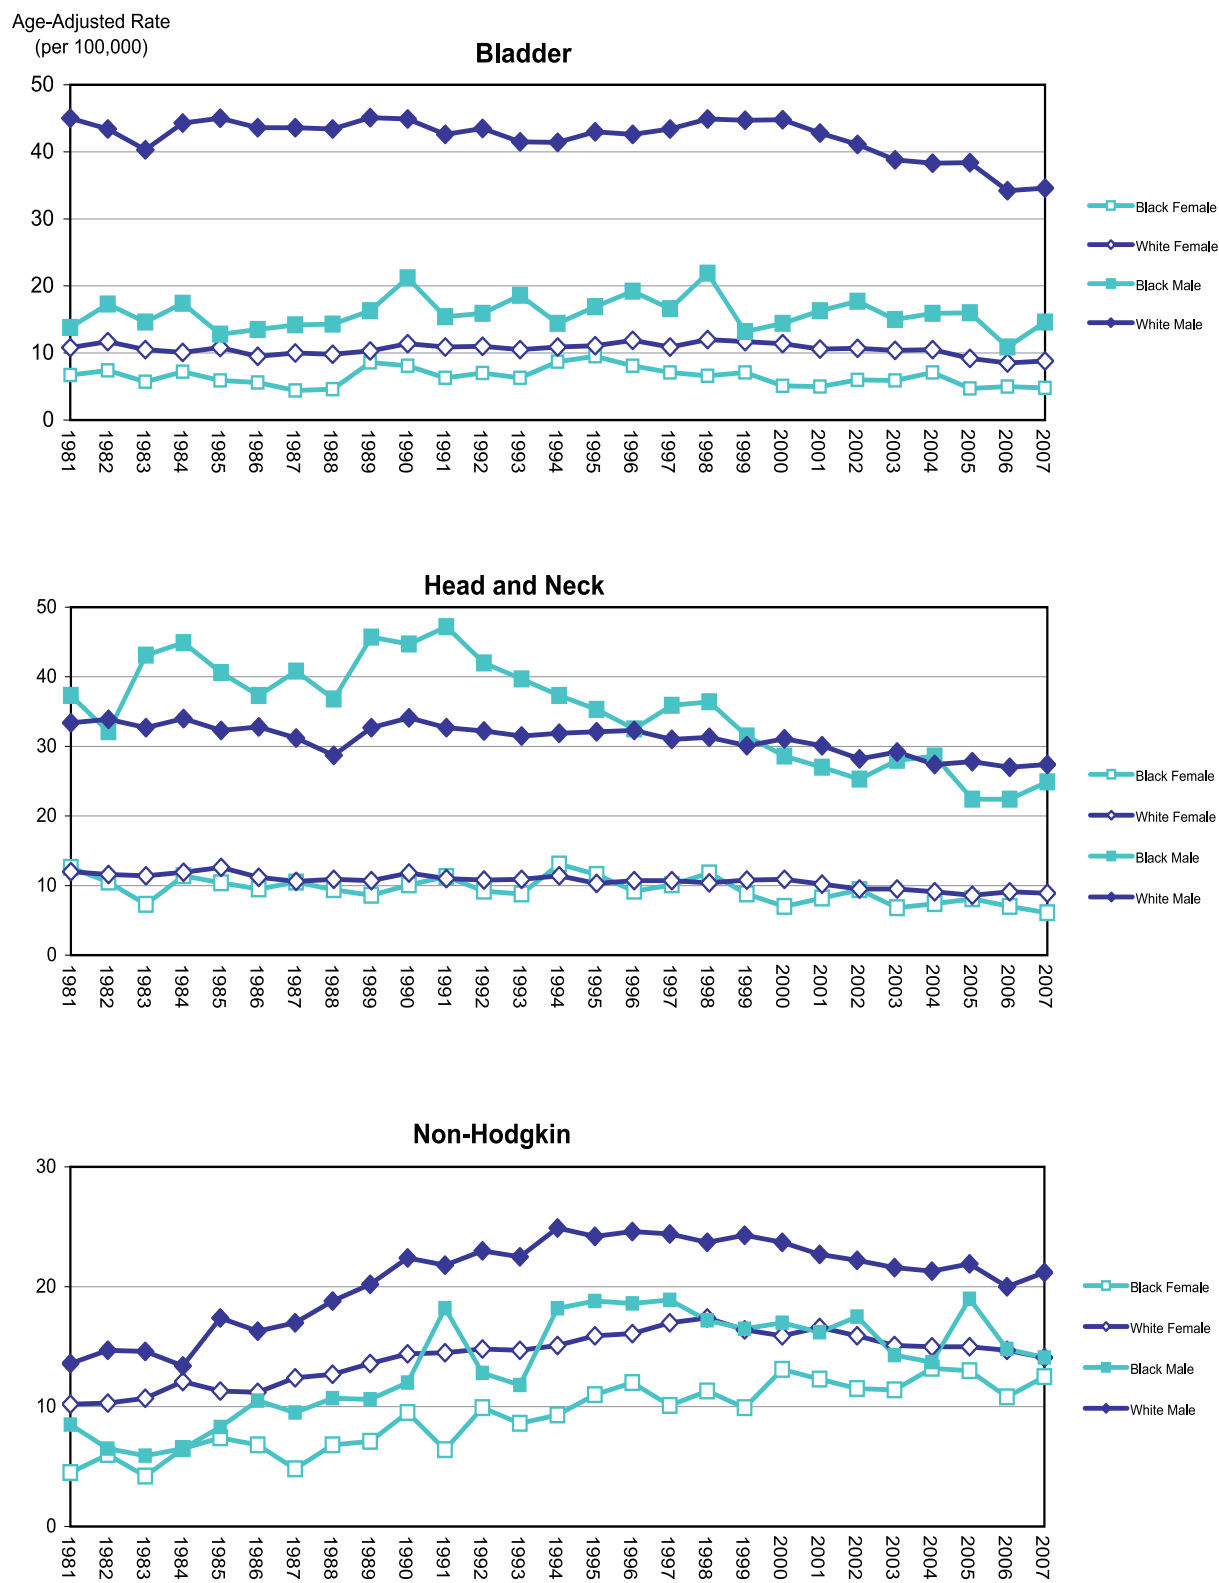 Age-Adjusted Rate
(per 100,000)
Bladder
50
40
30
20
10
0
1981 1982 1983 1984 1985 1986 1987 1988 1989 1990 1991 1992 1993 1994 1995 1996 1997 1998 1999 2000 2001 2002 2003 2004 2005 2006 2007
Black Female
White Female
Black Male
White Male
Head and Neck
50
40
30
20
10
0
1981 1982 1983 1984 1985 1986 1987 1988 1989 1990 1991 1992 1993 1994 1995 1996 1997 1998 1999 2000 2001 2002 2003 2004 2005 2006 2007
Black Female
White Female
Black Male
White Male
Non-Hodgkin
30
20
10
0
1981 1982 1983 1984 1985 1986 1987 1988 1989 1990 1991 1992 1993 1994 1995 1996 1997 1998 1999 2000 2001 2002 2003 2004 2005 2006 2007
Black Female
White Female
Black Male
White Male